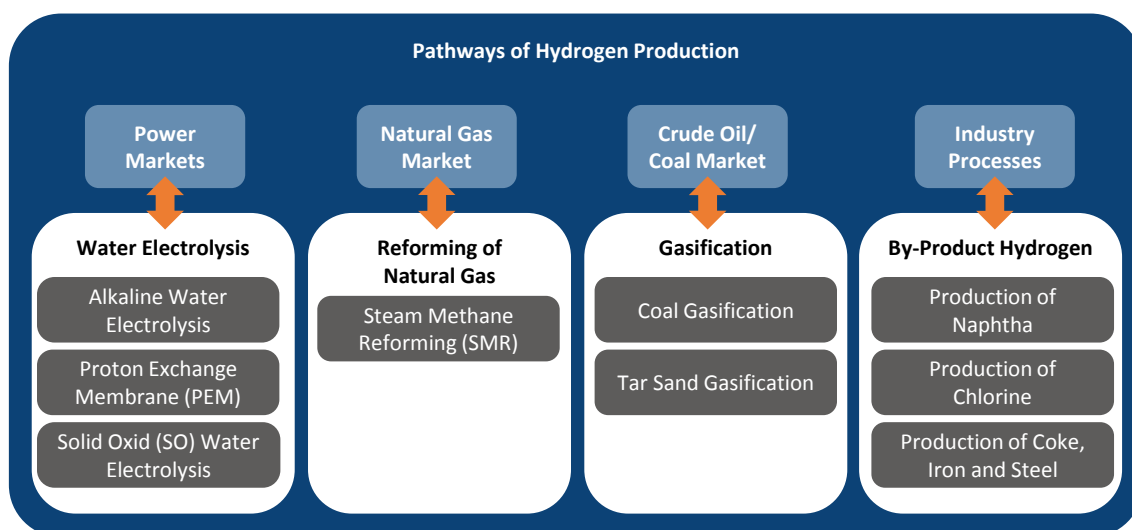 Pathways of Hydrogen Production
Power
Markets
Natural Gas
Market
Crude Oil/
Coal Market
Industry
Processes
Water Electrolysis
Alkaline Water
Electrolysis
Proton Exchange
Membrane (PEM)
Solid Oxid (SO) Water
Electrolysis
Reforming of
Natural Gas
Steam Methane
Reforming (SMR)
Gasification
Coal Gasification
Tar Sand Gasification
By-Product Hydrogen
Production of
Naphtha
Production of
Chlorine
Production of Coke,
Iron and Steel